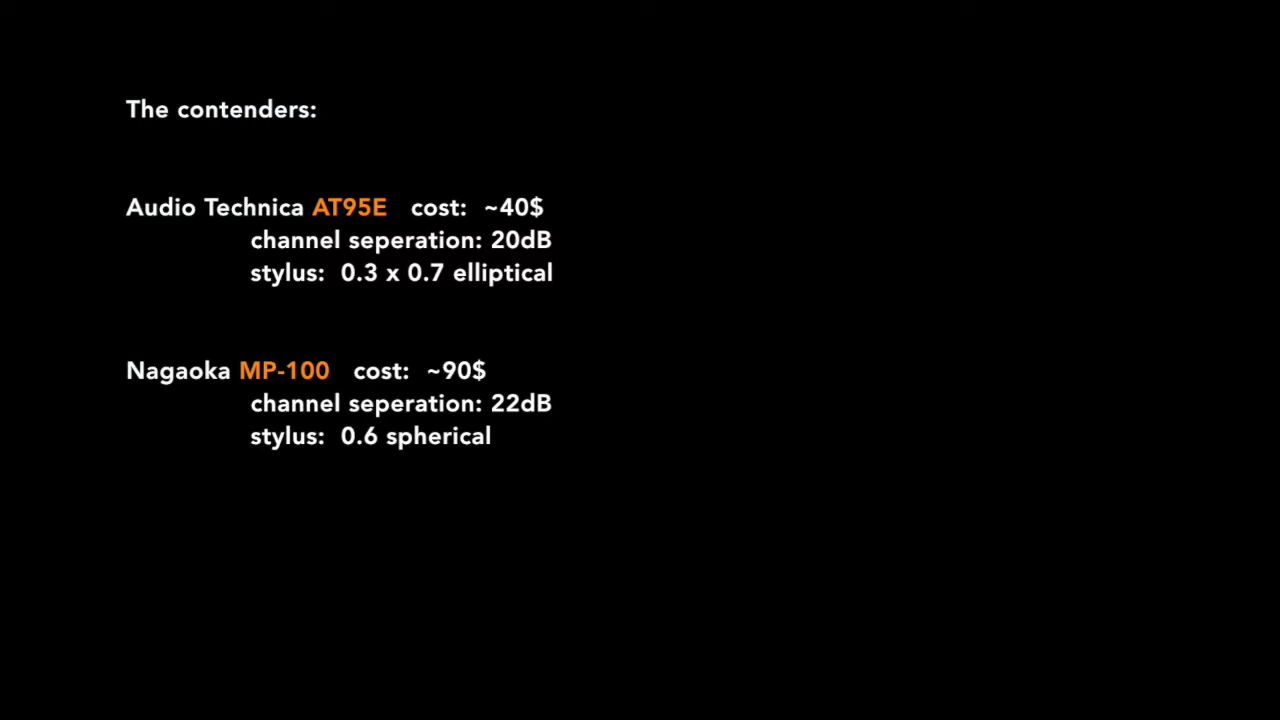 The contenders:
Audio Technica AT95E cost: ~40$
channel seperation: 20dB
stylus: 0.3 x 0.7 elliptical
Nagaoka MP-100 cost: ~90$
channel seperation: 22dB
stylus: 0.6 spherical